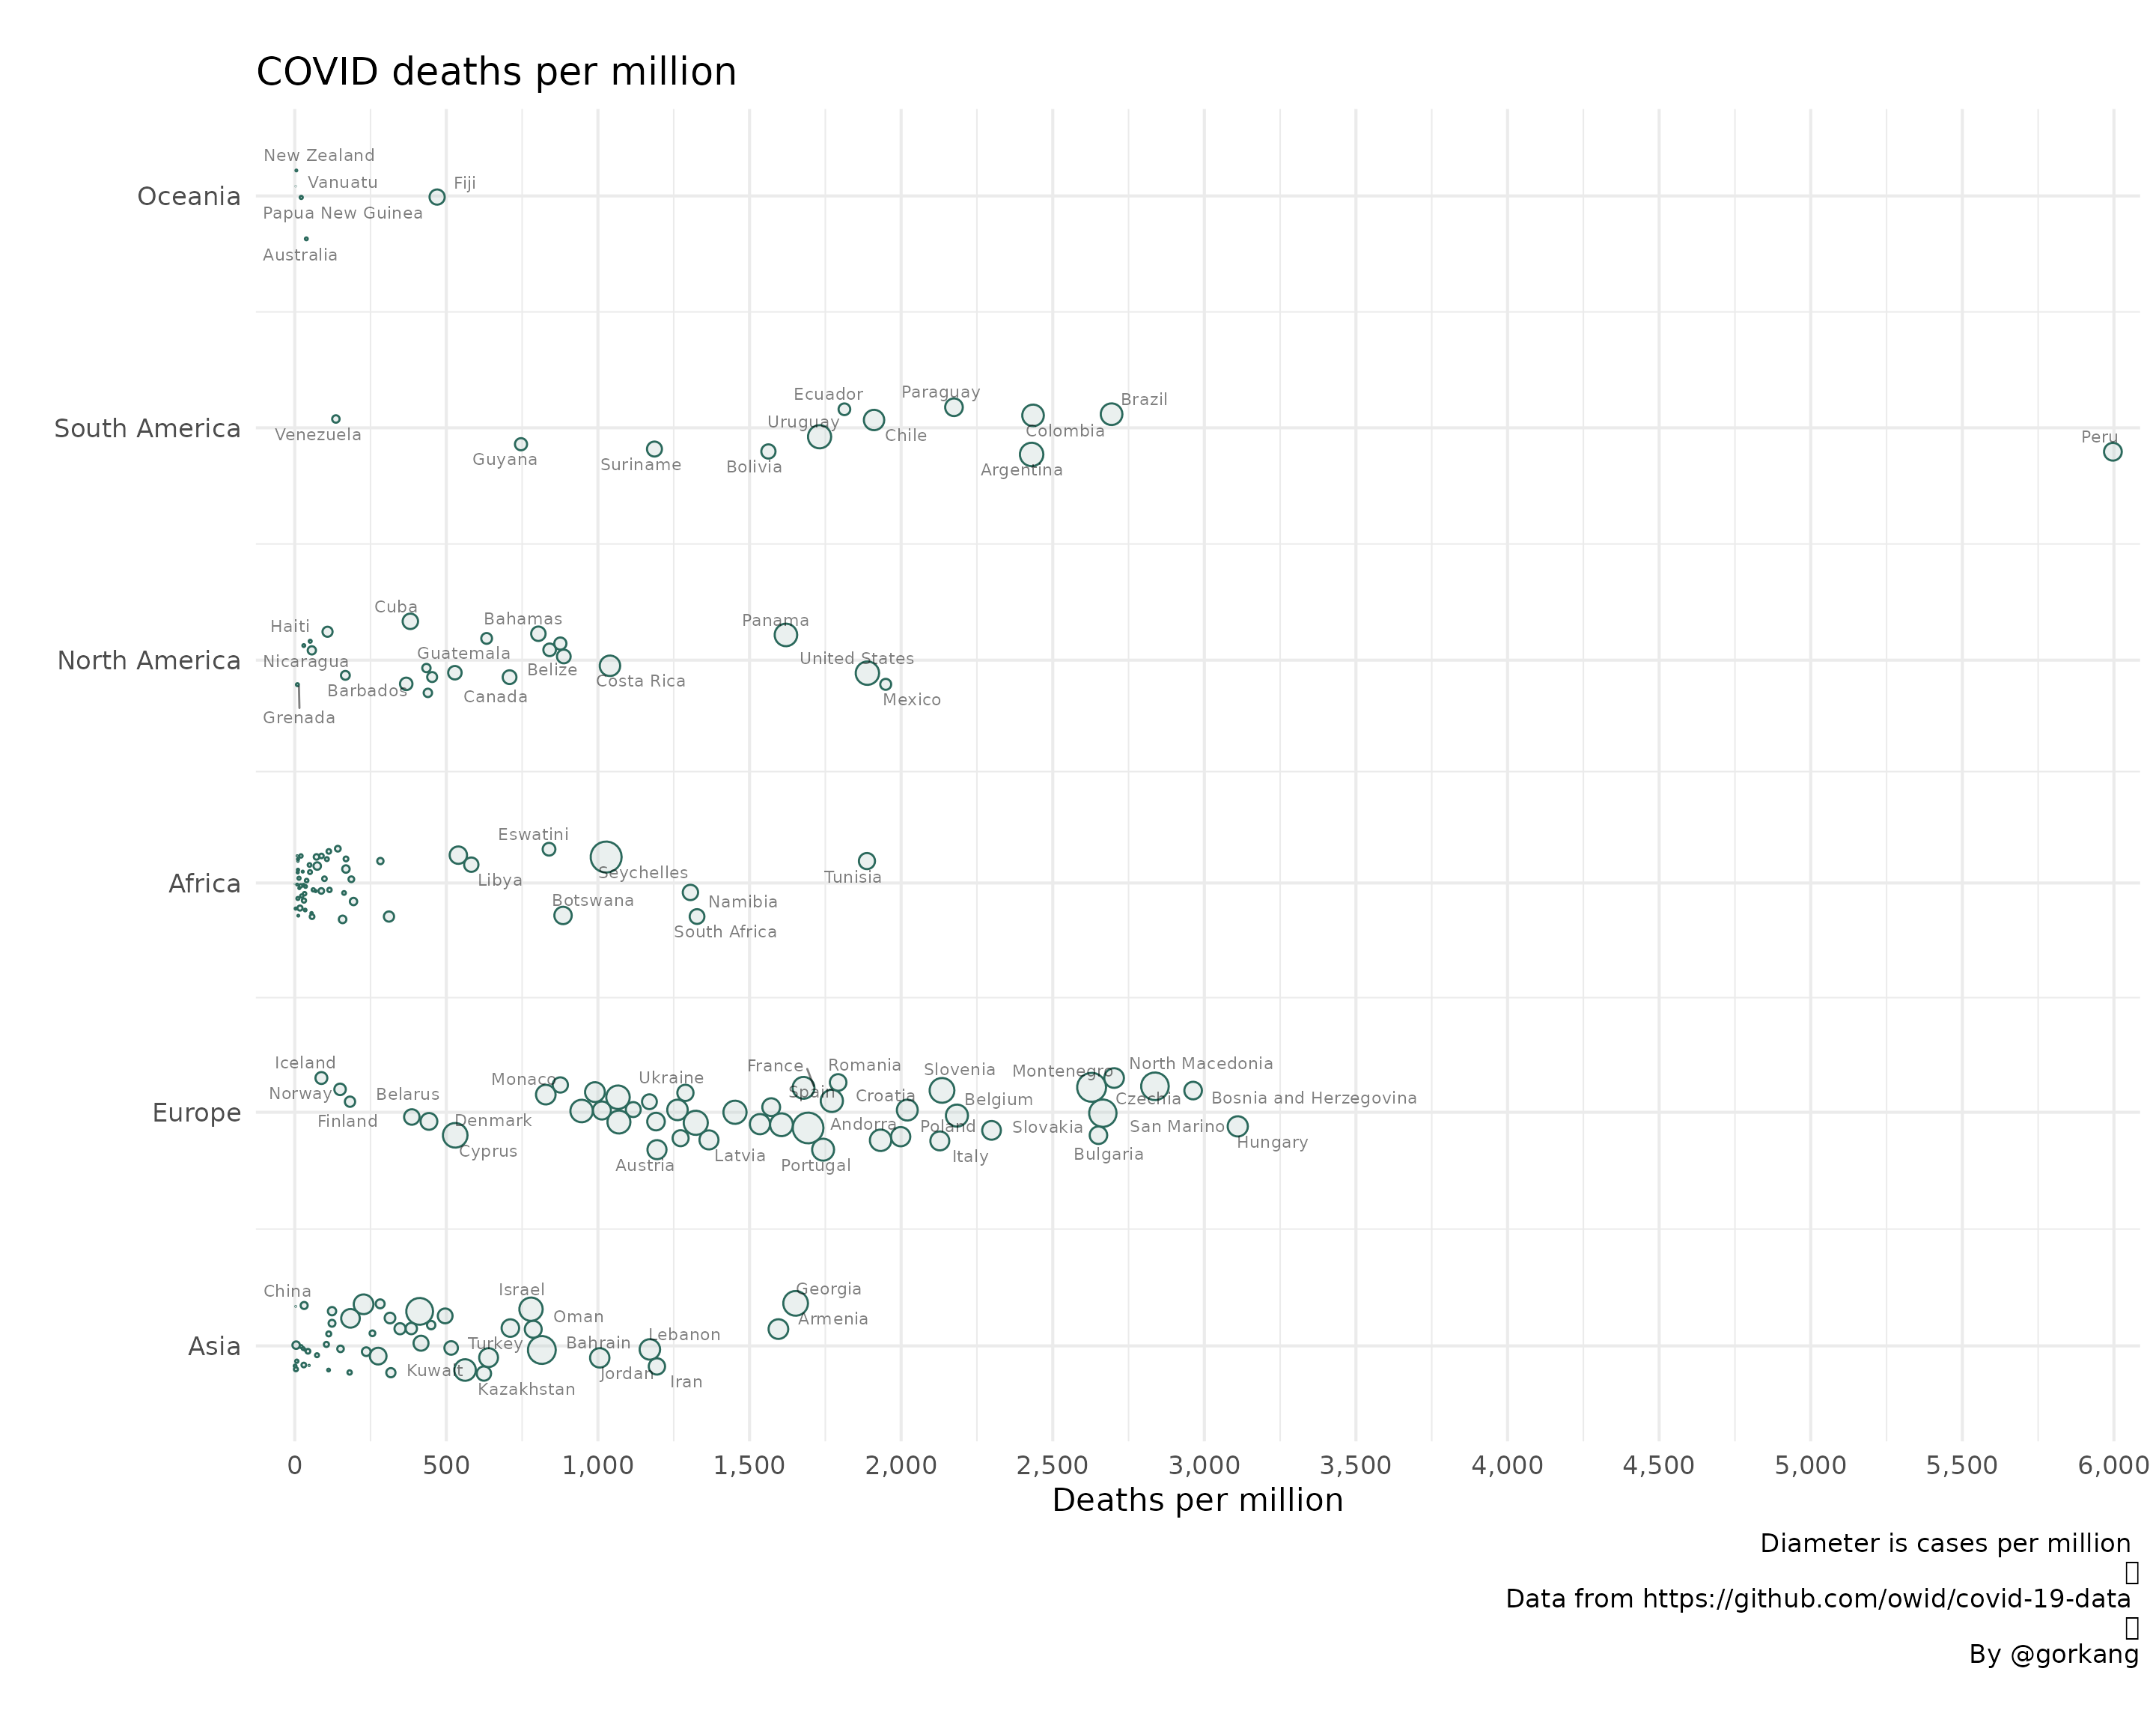 COVID deaths per million
New Zealand
Vanuatu
Fiji
Oceania
Papua New Guinea
Australia
Ecuador
Paraguay
Brazil
Uruguay
South America
Venezuela
Chile
Colombia
Peru
Guyana
Suriname
Bolivia
Argentina
Cuba
Haiti
Bahamas
Panama
Guatemala
North America
Nicaragua
United States
Belize
Costa Rica
Barbados
Canada
Mexico
Grenada
Eswatini
Seychelles
Tunisia
Africa
Libya
Botswana
Namibia
South Africa
Iceland
Norway
Belarus
Monaco
Ukraine
France
Romania
Spain
Croatia
Slovenia
Montenegro
North Macedonia
Belgium
Czechia
Bosnia and Herzegovina
Europe
Finland
Denmark
Andorra
Poland
Slovakia
San Marino
Cyprus
Austria
Latvia
Portugal
Italy
Bulgaria
Hungary
China
Israel
Georgia
Oman
Armenia
Asia
Turkey
Bahrain
Lebanon
Kuwait
Jordan
Kazakhstan
Iran
0 500 1,000 1,500 2,000 2,500 3,000 3,500 4,000 4,500 5,000 5,500 6,000
Deaths per million
Diameter is cases per million
Data from https://github.com/owid/covid-19-data
By @gorkang